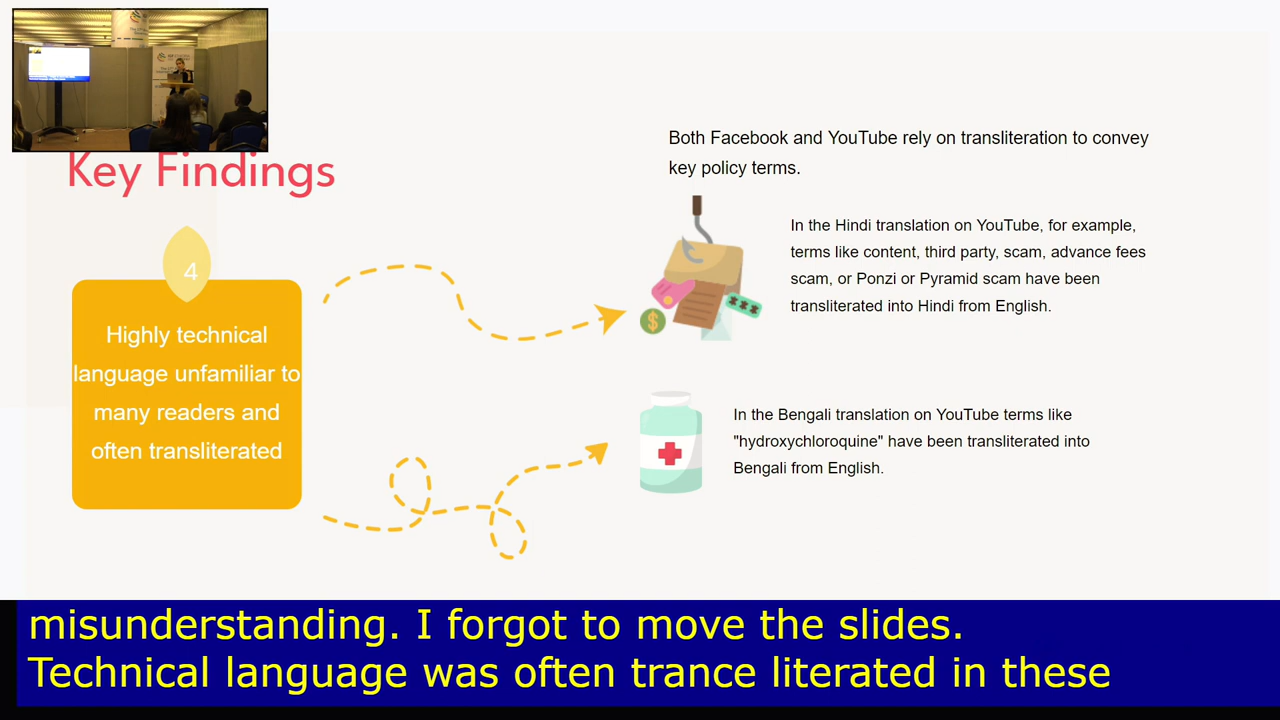 Key Findings
4
Highly technical
language unfamiliar to
many readers and
often transliterated
Both Facebook and YouTube rely on transliteration to convey
key policy terms.
In the Hindi translation on YouTube, for example,
terms like content, third party, scam, advance fees
scam, or Ponzi or Pyramid scam have been
transliterated into Hindi from English.
In the Bengali translation on YouTube terms like
"hydroxychloroquine" have been transliterated into
Bengali from English.
misunderstanding. I forgot to move the slides.
Technical language was often trance literated in these